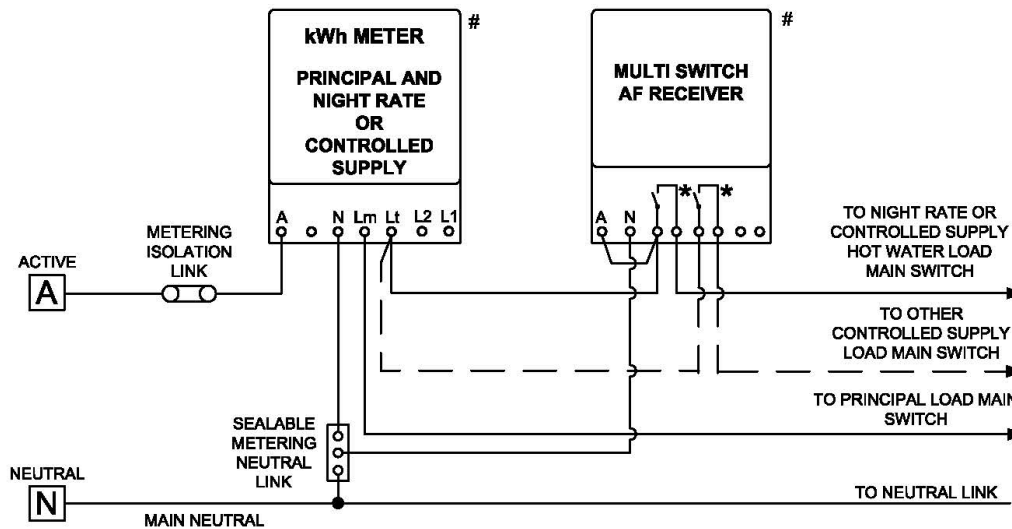 kWh METER
PRINCIPAL AND
NIGHT RATE
OR
CONTROLLED
SUPPLY
#
A N Lm Lt L2 L1
MULTI SWITCH
AF RECEIVER
#
* *
A N
METERING
ISOLATION
LINK
ACTIVE
A
TO NIGHT RATE OR
CONTROLLED SUPPLY
HOT WATER LOAD
MAIN SWITCH
TO OTHER
CONTROLLED SUPPLY
LOAD MAIN SWITCH
TO PRINCIPAL LOAD MAIN
SWITCH
SEALABLE
METERING
NEUTRAL
LINK
NEUTRAL
N
MAIN NEUTRAL
TO NEUTRAL LINK